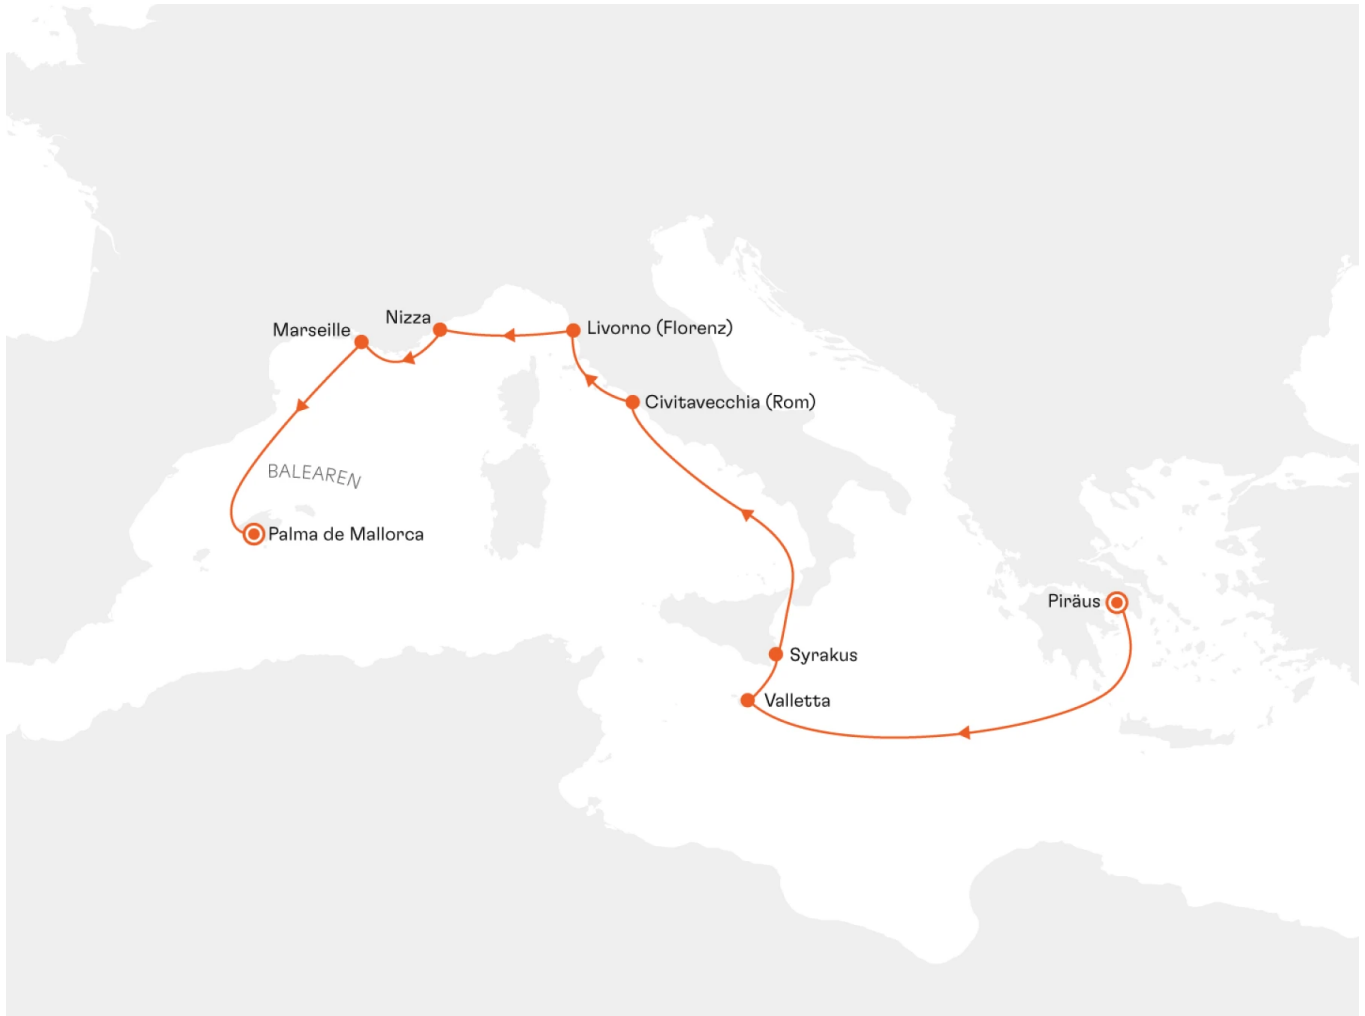 Nizza
Marseille
Livorno (Florenz)
Civitavecchia (Rom)
BALEAREN
Palma de Mallorca
Piräus
Syrakus
Valletta